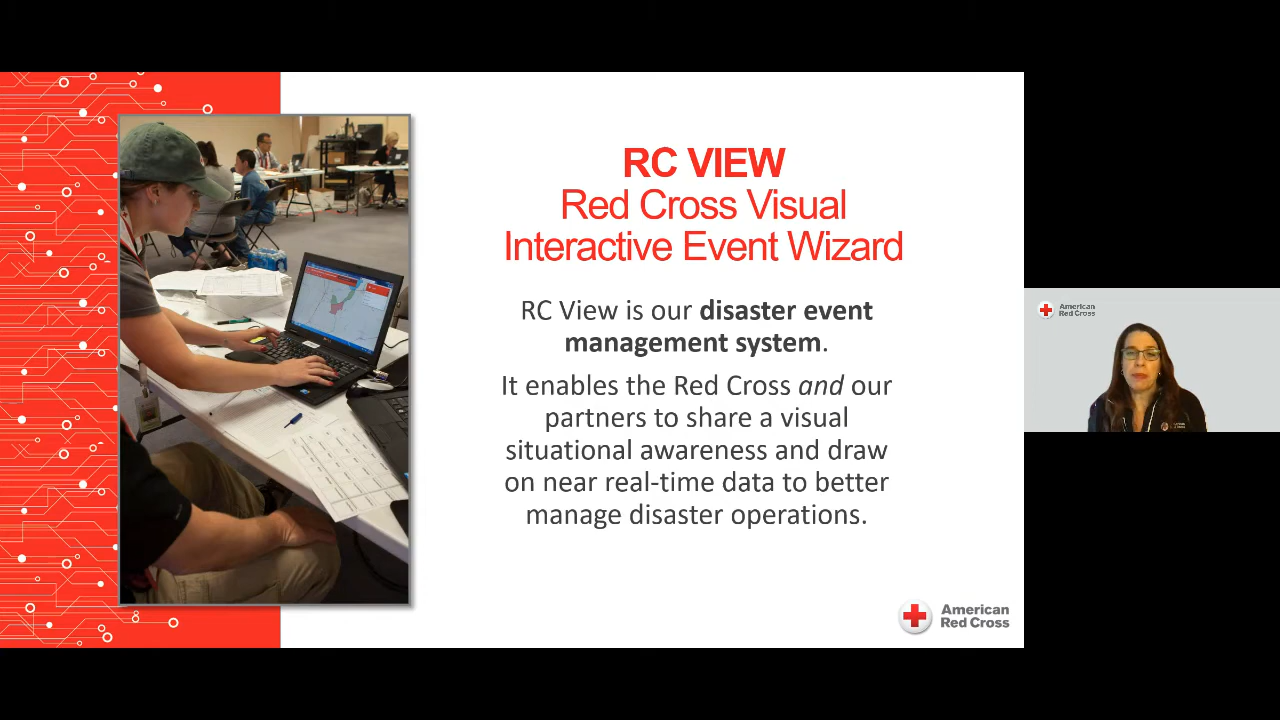 RC VIEW
Red Cross Visual
Interactive Event Wizard
RC View is our disaster event
management system.
It enables the Red Cross and our
partners to share a visual
situational awareness and draw
on near real-time data to better
manage disaster operations.
American
Red Cross
American
Red Cross